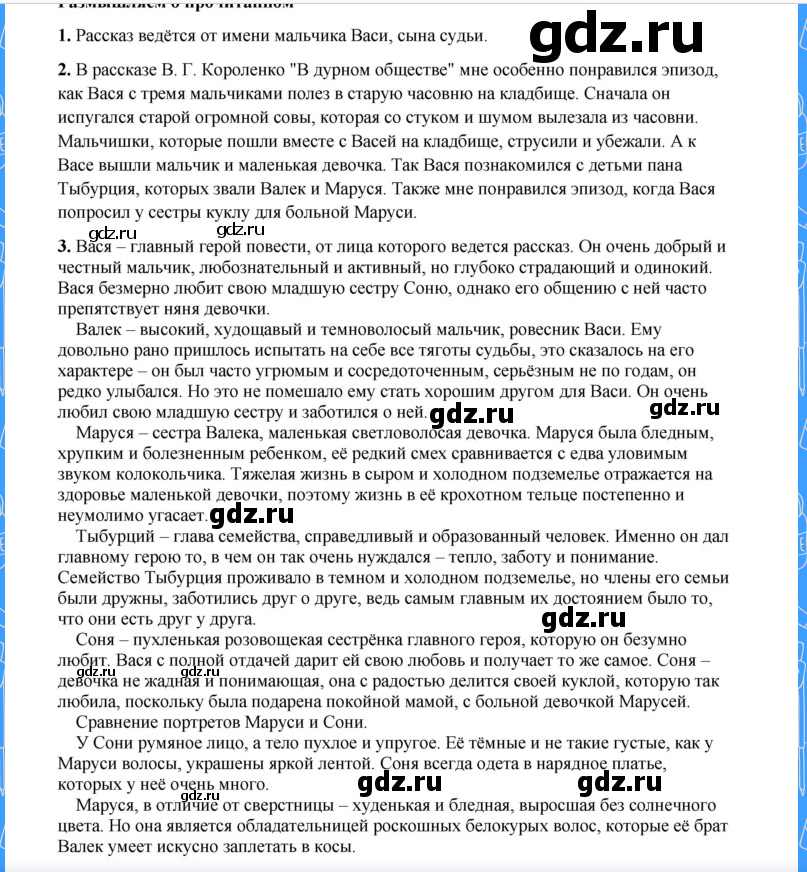 Размышляем о прочитанном
gdz.ru
1. Рассказ ведётся от имени мальчика Васи, сына судьи.
2. В рассказе В. Г. Короленко "В дурном обществе" мне особенно понравился эпизод,
как Вася с тремя мальчиками полез в старую часовню на кладбище. Сначала он
испугался старой огромной совы, которая со стуком и шумом вылезала из часовни.
Мальчишки, которые пошли вместе с Васей на кладбище, струсили и убежали. А к
Васе вышли мальчик и маленькая девочка. Так Вася познакомился с детьми пана
Тыбурция, которых звали Валек и Маруся. Также мне понравился эпизод, когда Вася
попросил у сестры куклу для больной Маруси.
gdz.ru
gdz.ru
3. Вася – главный герой повести, от лица которого ведется рассказ. Он очень добрый и
честный мальчик, любознательный и активный, но глубоко страдающий и одинокий.
Вася безмерно любит свою младшую сестру Соню, однако его общению с ней часто
препятствует няня девочки.
Валек – высокий, худощавый и темноволосый мальчик, ровесник Васи. Ему
довольно рано пришлось испытать на себе все тяготы судьбы, это сказалось на его
характере – он был часто угрюмым и сосредоточенным, серьёзным не по годам, он
редко улыбался. Но это не помешало ему стать хорошим другом для Васи. Он очень
любил свою младшую сестру и заботился о ней.
gdz.ru
gdz.ru
Маруся – сестра Валека, маленькая светловолосая девочка. Маруся была бледным,
хрупким и болезненным ребенком, её редкий смех сравнивается с едва уловимым
звуком колокольчика. Тяжелая жизнь в сыром и холодном подземелье отражается на
здоровье маленькой девочки, поэтому жизнь в её крохотном тельце постепенно и
неумолимо угасает.
gdz.ru
Тыбурций – глава семейства, справедливый и образованный человек. Именно он дал
главному герою то, в чем он так очень нуждался – тепло, заботу и понимание.
Семейство Тыбурция проживало в темном и холодном подземелье, но члены его семьи
были дружны, заботились друг о друге, ведь самым главным их достоянием было то,
что они есть друг у друга.
gdz.ru
Соня – пухленькая розовощекая сестрёнка главного героя, которую он безумно
любит. Вася с полной отдачей дарит ей свою любовь и получает то же самое. Соня –
gdz.ru
gdz.ru
gdz.ru
девочка не жадная и понимающая, она с радостью делится своей куклой, которую так
любила, поскольку была подарена покойной мамой, с больной девочкой Марусей.
Сравнение портретов Маруси и Сони.
У Сони румяное лицо, а тело пухлое и упругое. Её тёмные и не такие густые, как у
Маруси волосы, украшены яркой лентой. Соня всегда одета в нарядное платье,
которых у неё очень много.
gdz.ru
gdz.ru
gdz.ru
Маруся, в отличие от сверстницы – худенькая и бледная, выросшая без солнечного
цвета. Но она является обладательницей роскошных белокурых волос, которые её брат
Валек умеет искусно заплетать в косы.